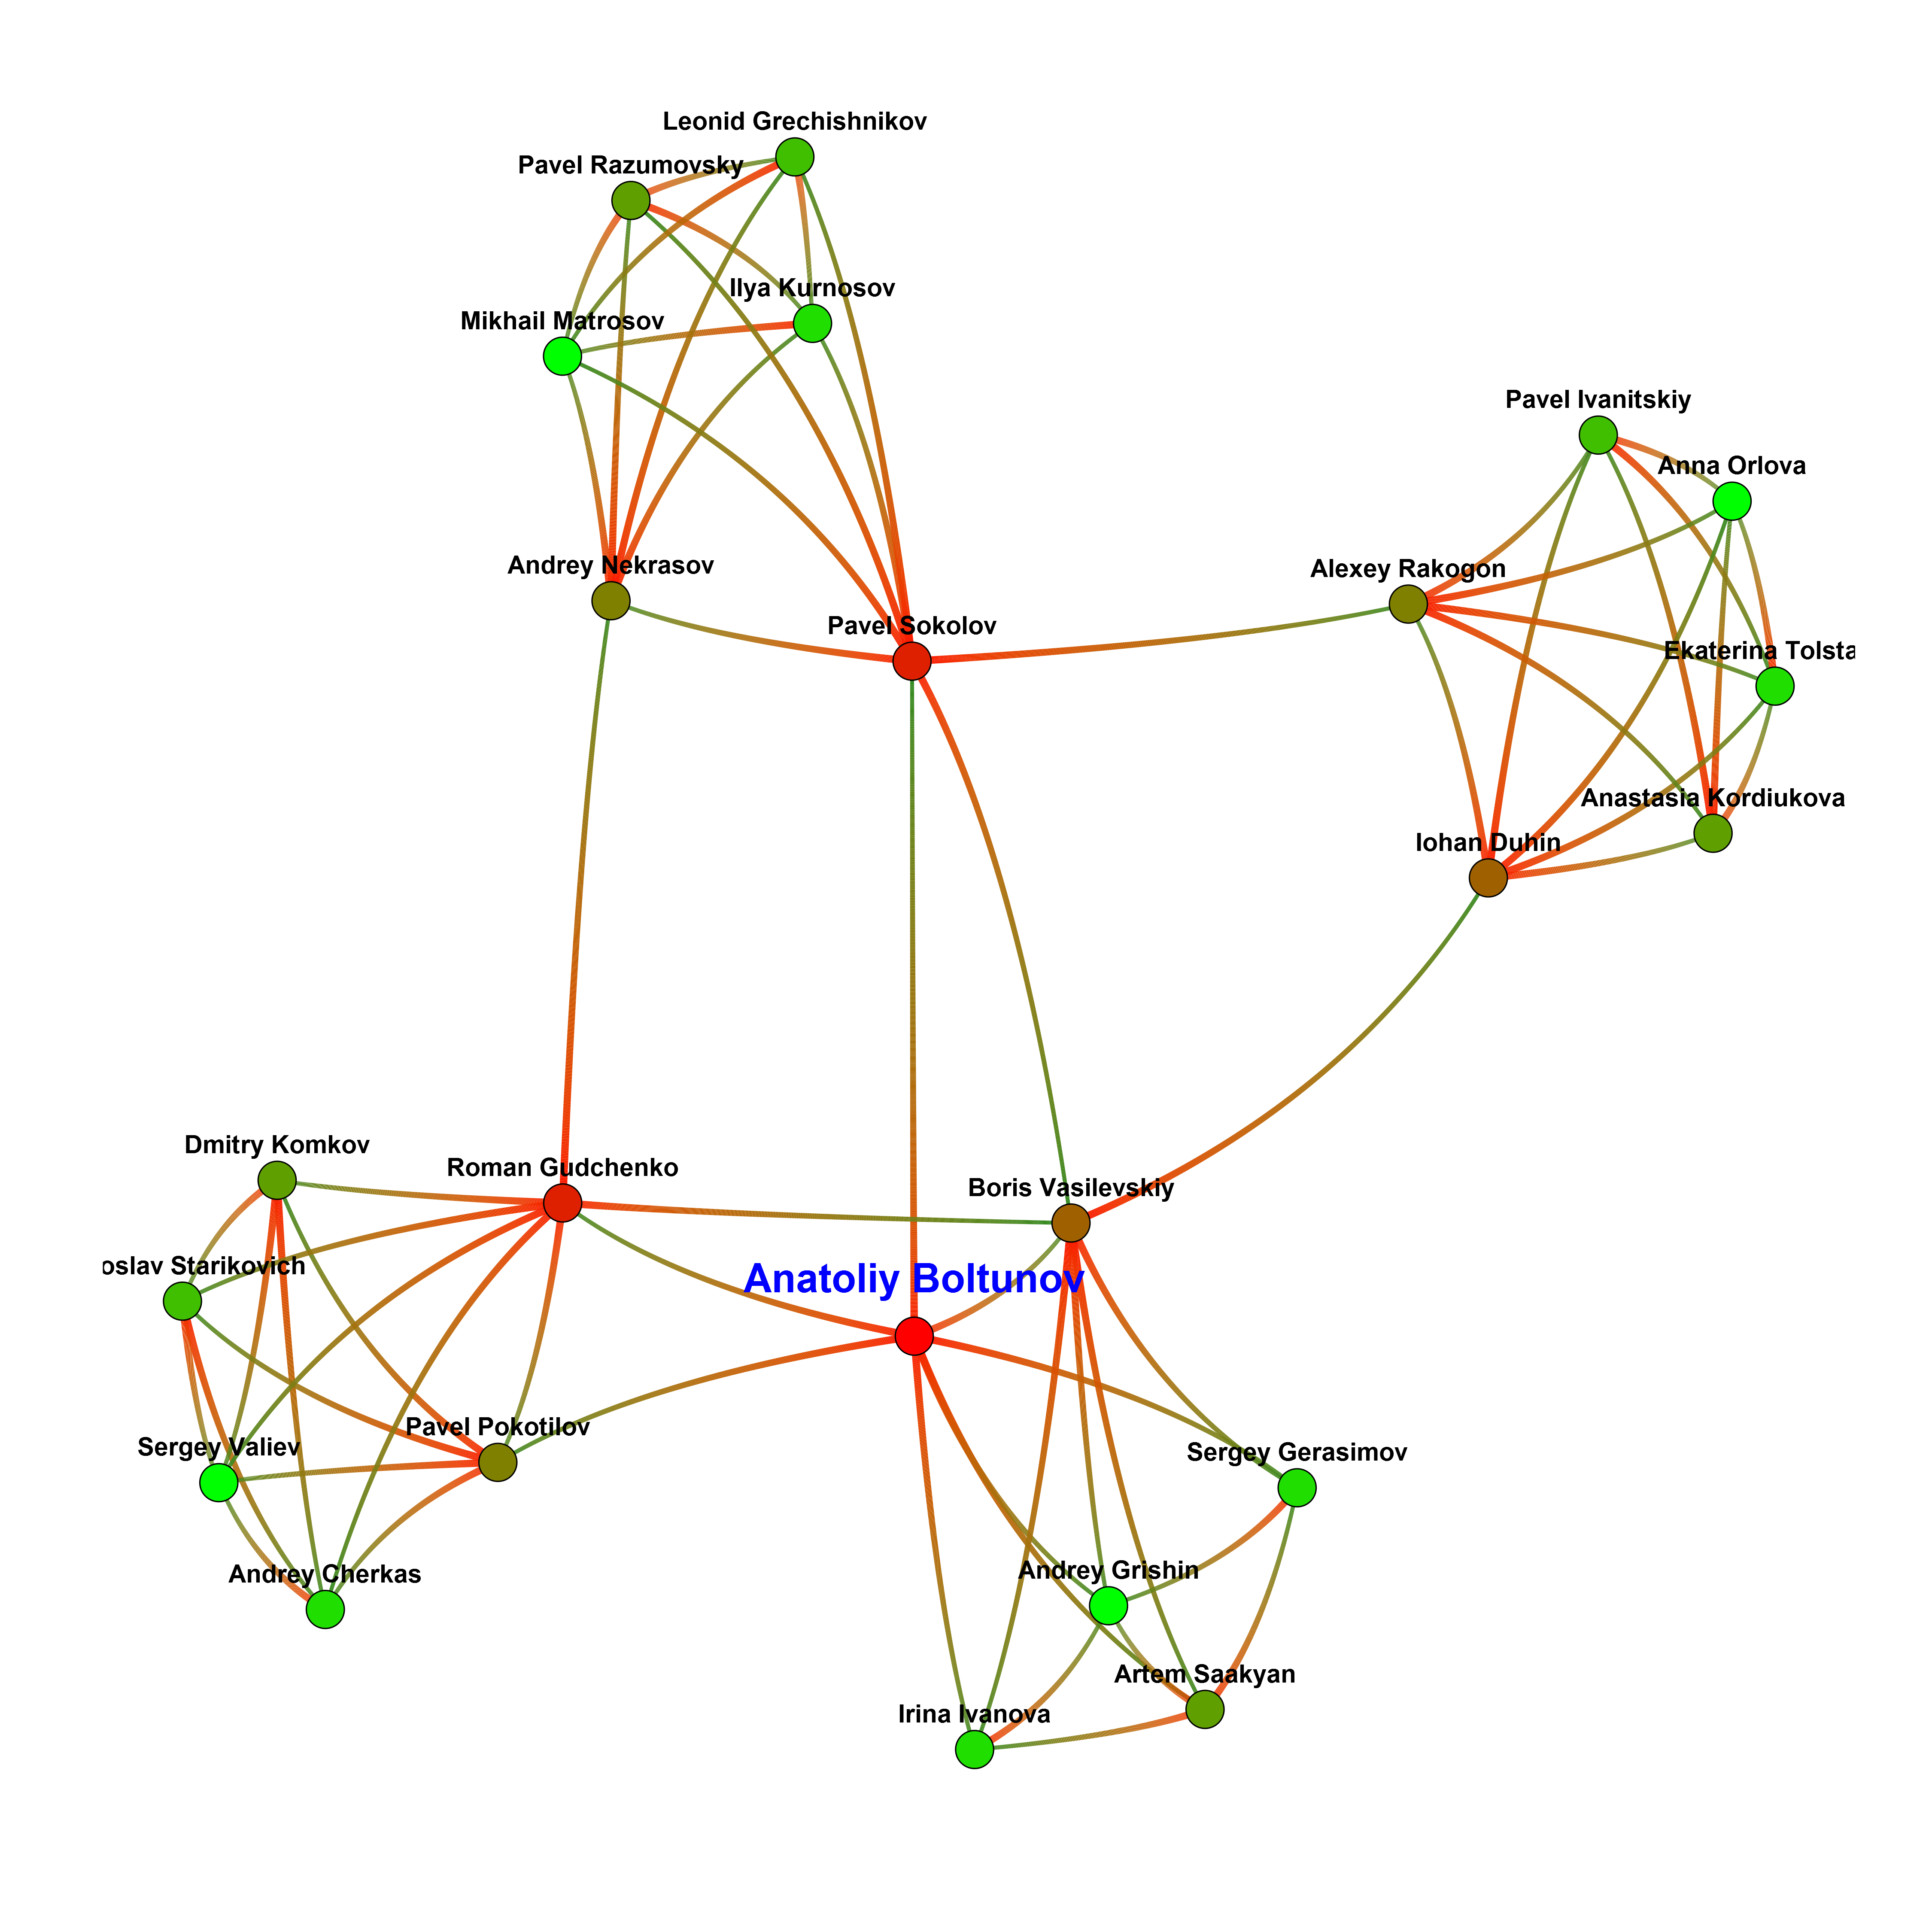 Leonid Grechishnikov
Pavel Razumovsky
Ilya Kurnosov
Mikhail Matrosov
Pavel Ivanitskiy
Anna Orlova
Andrey Nekrasov
Alexey Rakogon
Pavel Sokolov
Ekaterina Tolsta
Anastasia Kordiukova
Iohan Duhin
Dmitry Komkov
Roman Gudchenko
Boris Vasilevskiy
oslav Starikovich
Anatoliy Boltunov
Pavel Pokotilov
Sergey Valiev
Sergey Gerasimov
Andrey Cherkas
Andrey Grishin
Artem Saakyan
Irina Ivanova